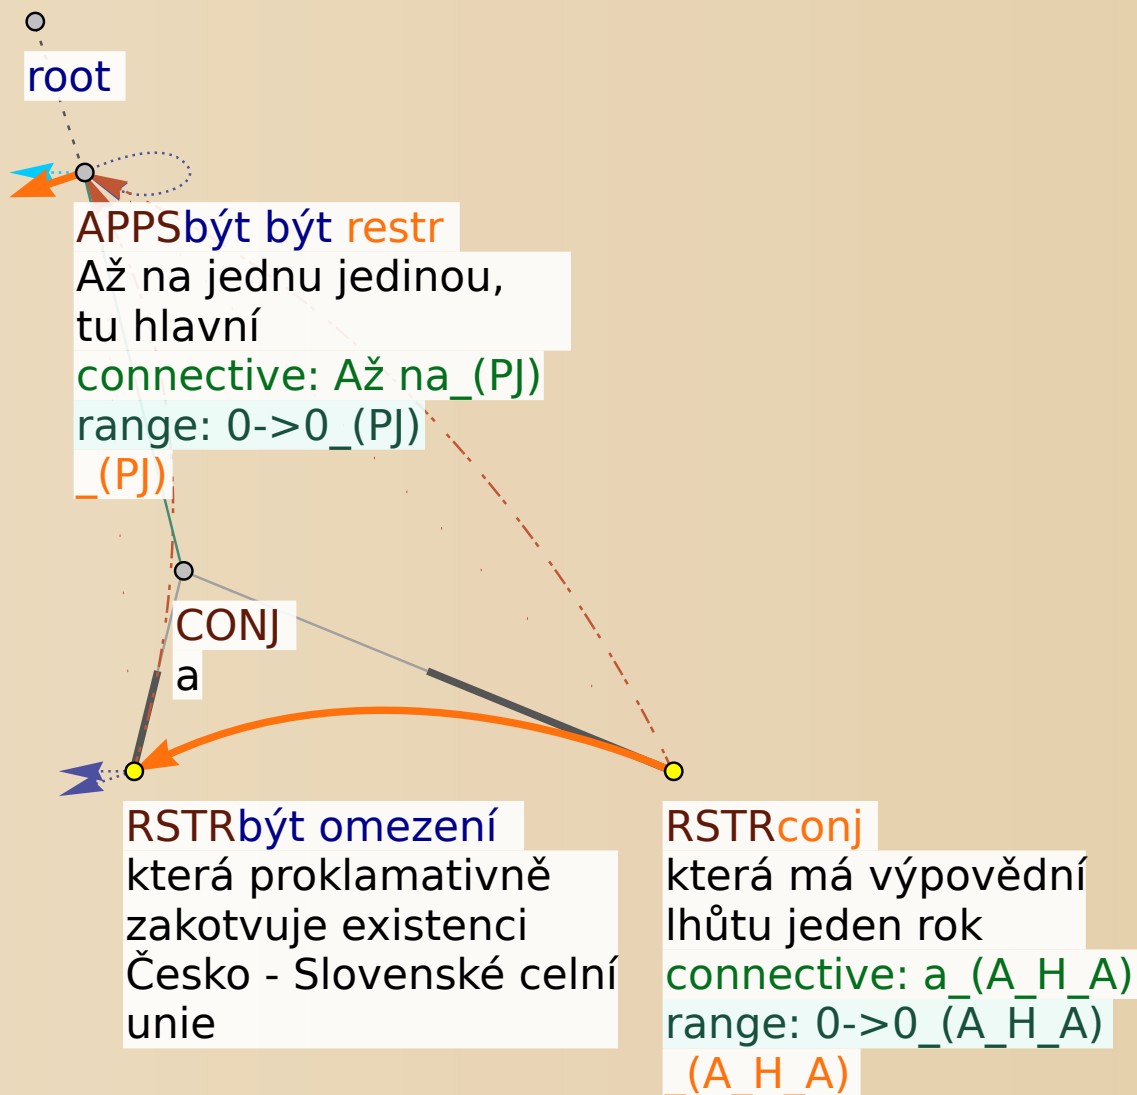 root
APPSbýt být restr
Až na jednu jedinou,
tu hlavní
connective: Až na_(PJ)
range: 0->0_(PJ)
_(PJ)
CONJ
a
RSTRbýt omezení
která proklamativně
zakotvuje existenci
Česko - Slovenské celní
unie
RSTRconj
která má výpovědní
lhůtu jeden rok
connective: a_(A_H_A)
range: 0->0_(A_H_A)
_(A_H_A)